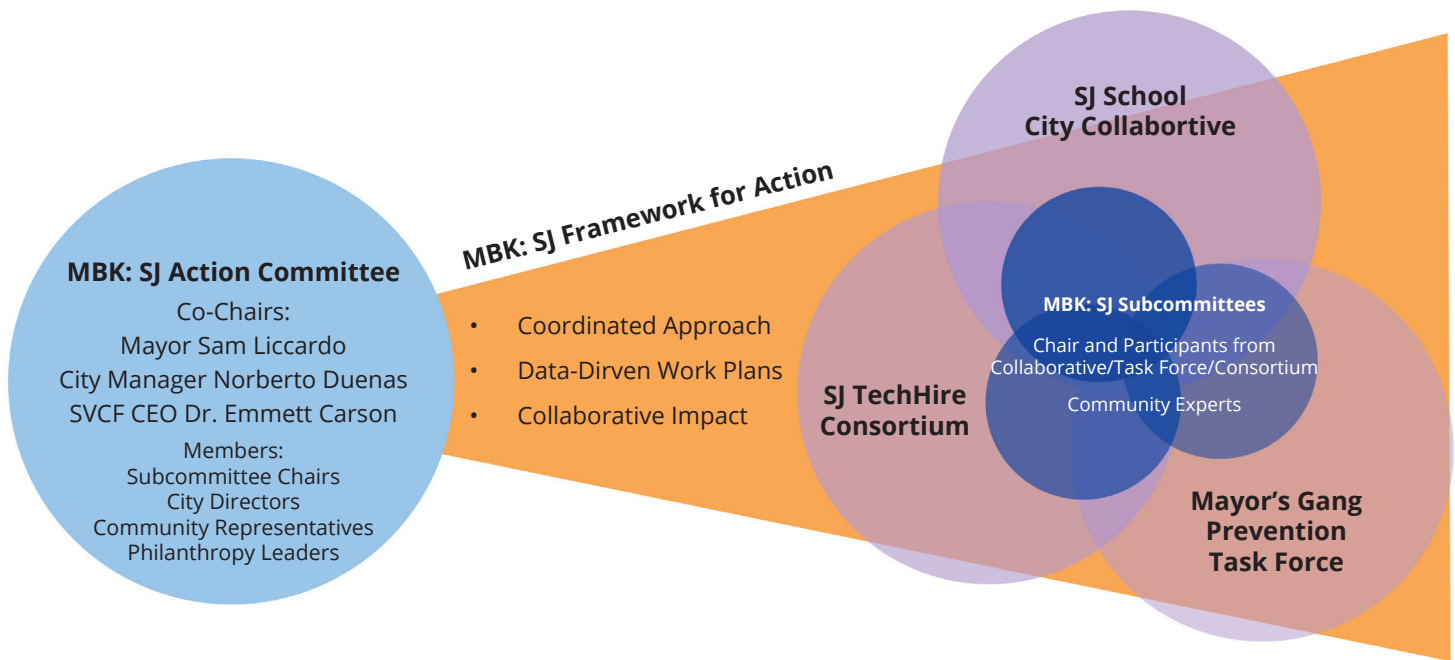 MBK: SJ Action Committee
Co-Chairs:
Mayor Sam Liccardo
City Manager Norberto Duenas
SVCF CEO Dr. Emmett Carson
Members:
Subcommittee Chairs
City Directors
Community Representatives
Philanthropy Leaders
MBK: SJ Framework for Action
• Coordinated Approach
• Data-Dirven Work Plans
• Collaborative Impact
SJ School
City Collabortive
SJ TechHire
Consortium
MBK: SJ Subcommittees
Chair and Participants from
Collaborative/Task Force/Consortium
Community Experts
Mayor’s Gang
Prevention
Task Force